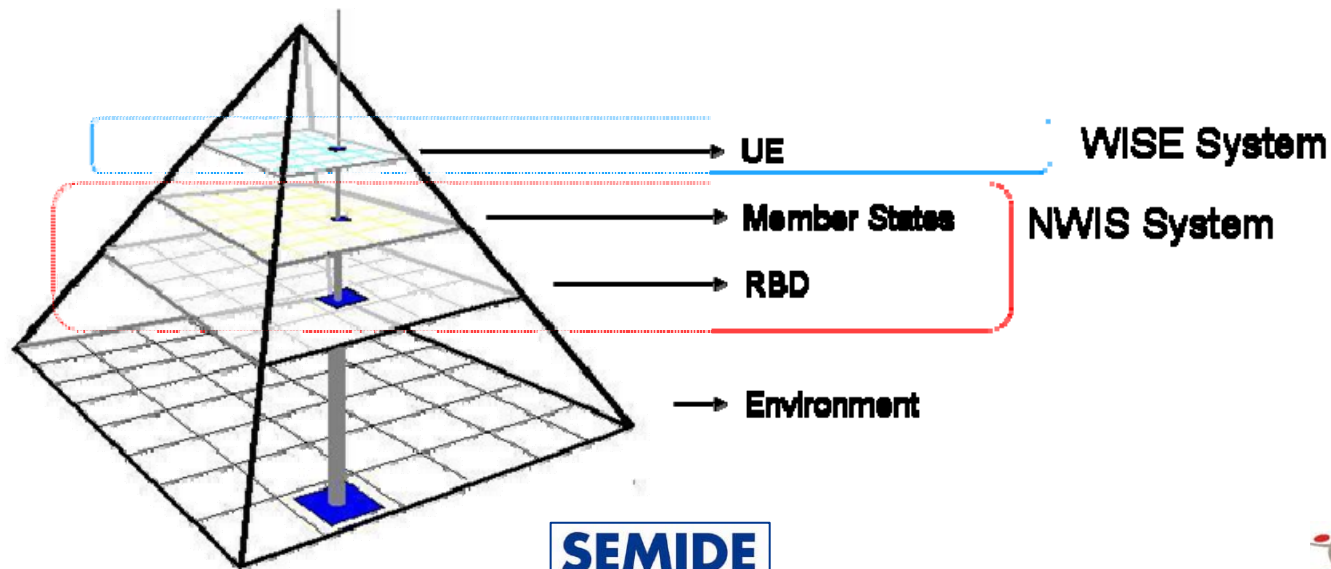 UE
WISE System
Member States
NWIS System
RBD
Environment
SEMIDE